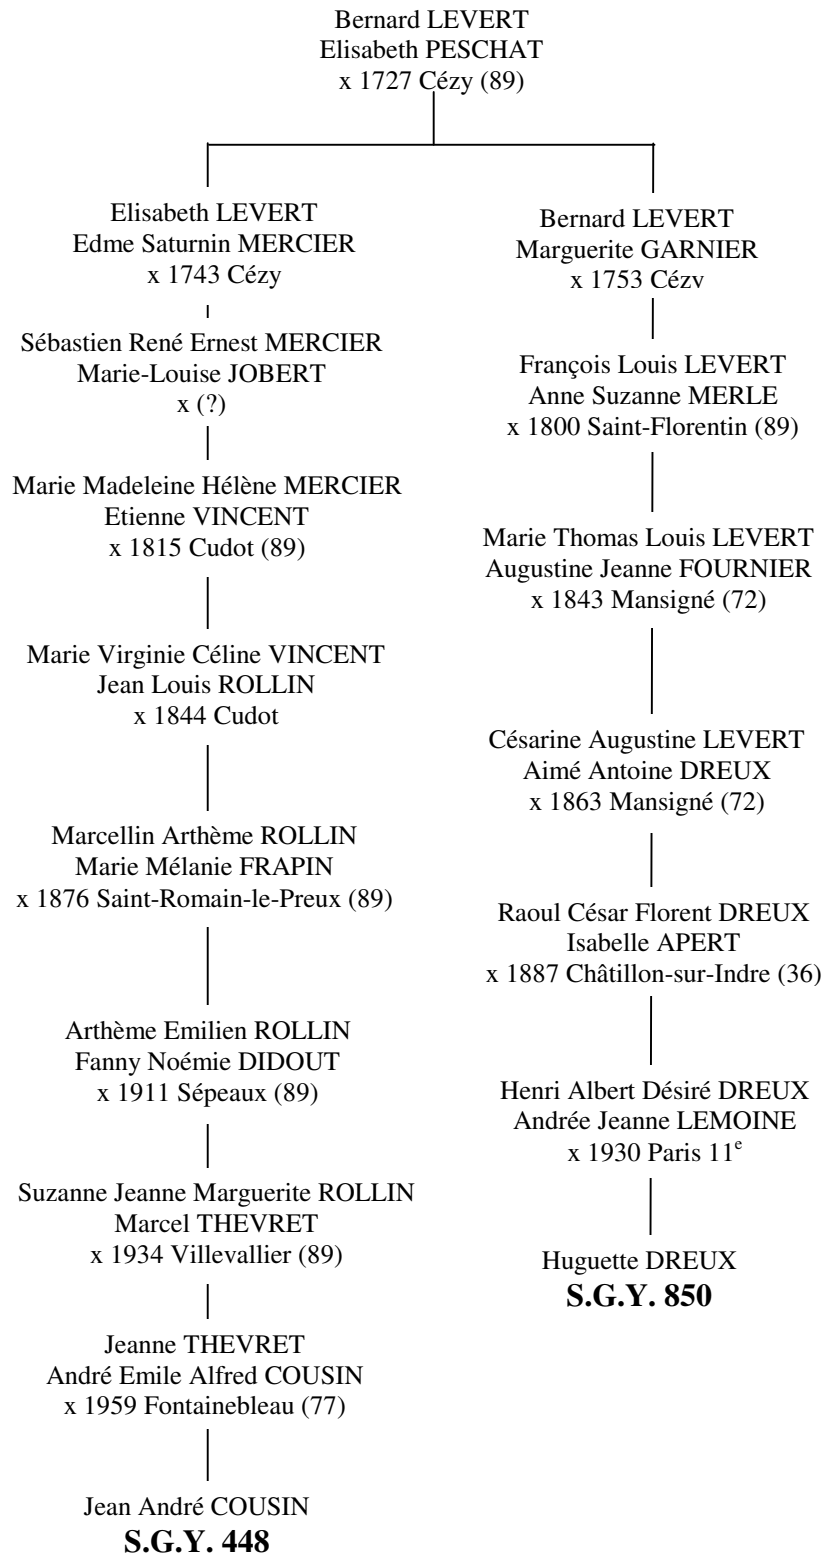 Bernard LEVERT
Elisabeth PESCHAT
x 1727 Cézy (89)
Elisabeth LEVERT
Edme Saturnin MERCIER
x 1743 Cézy
Sébastien René Ernest MERCIER
Marie-Louise JOBERT
x (?)
Marie Madeleine Hélène MERCIER
Etienne VINCENT
x 1815 Cudot (89)
Marie Virginie Céline VINCENT
Jean Louis ROLLIN
x 1844 Cudot
Marcellin Arthème ROLLIN
Marie Mélanie FRAPIN
x 1876 Saint-Romain-le-Preux (89)
Arthème Emilien ROLLIN
Fanny Noémie DIDOUT
x 1911 Sépeaux (89)
Suzanne Jeanne Marguerite ROLLIN
Marcel THEVRET
x 1934 Villevallier (89)
Jeanne THEVRET
André Emile Alfred COUSIN
x 1959 Fontainebleau (77)
Jean André COUSIN
S.G.Y. 448
Bernard LEVERT
Marguerite GARNIER
x 1753 Cézv
François Louis LEVERT
Anne Suzanne MERLE
x 1800 Saint-Florentin (89)
Marie Thomas Louis LEVERT
Augustine Jeanne FOURNIER
x 1843 Mansigné (72)
Césarine Augustine LEVERT
Aimé Antoine DREUX
x 1863 Mansigné (72)
Raoul César Florent DREUX
Isabelle APERT
x 1887 Châtillon-sur-Indre (36)
Henri Albert Désiré DREUX
Andrée Jeanne LEMOINE
x 1930 Paris 11e
Huguette DREUX
S.G.Y. 850